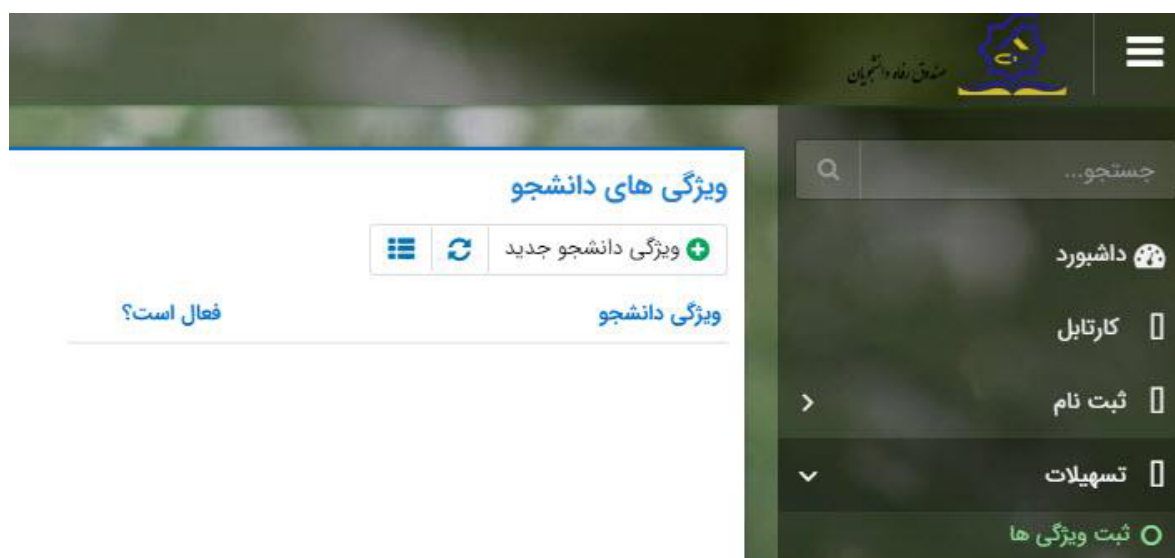 صندوق رفاه دانشجویان
جستجو...
داشبورد
کارتابل
ثبت نام
تسهیلات
ثبت ویژگی ها
ویژگی های دانشجو
ویژگی دانشجو جدید
ویژگی دانشجو فعال است؟